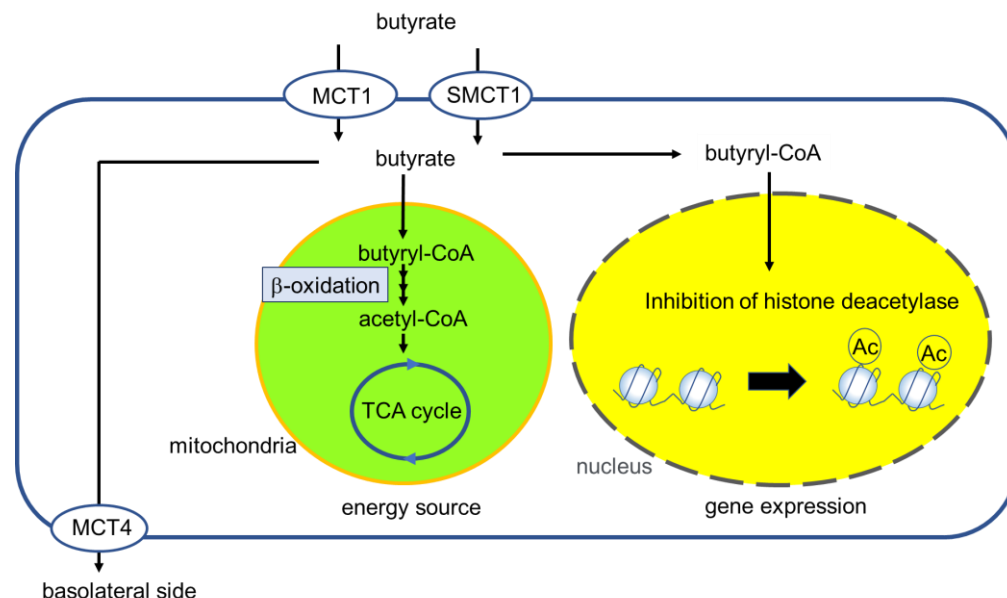 butyrate
MCT1
SMCT1
butyrate
butyryl-CoA
butyryl-CoA
β-oxidation
acetyl-CoA
TCA cycle
mitochondria
energy source
Inhibition of histone deacetylase
Ac
Ac
nucleus
gene expression
MCT4
basolateral side